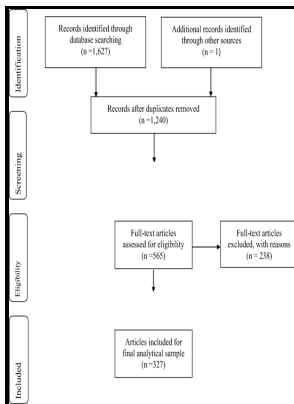 Identification
Records identified through
database searching
(n =1,627)
Additional records identified
through other sources
(n = 1)
Records after duplicates removed
(n =1,240)
Screening
Eligibility
Full-text articles
assessed for eligibility
(n =565)
Full-text articles
excluded, with reasons
(n = 238)
Included
Articles included for
final analytical sample
(n =327)